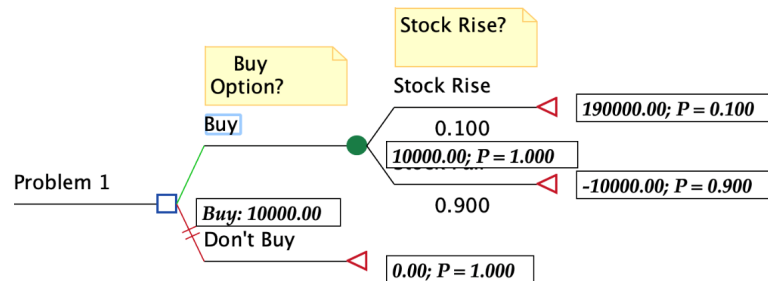 Stock Rise?
Buy
Option?
Stock Rise
190000.00; P = 0.100
Buy
0.100
10000.00; P = 1.000
Problem 1
-10000.00; P = 0.900
Buy: 10000.00
0.900
Don't Buy
0.00; P = 1.000